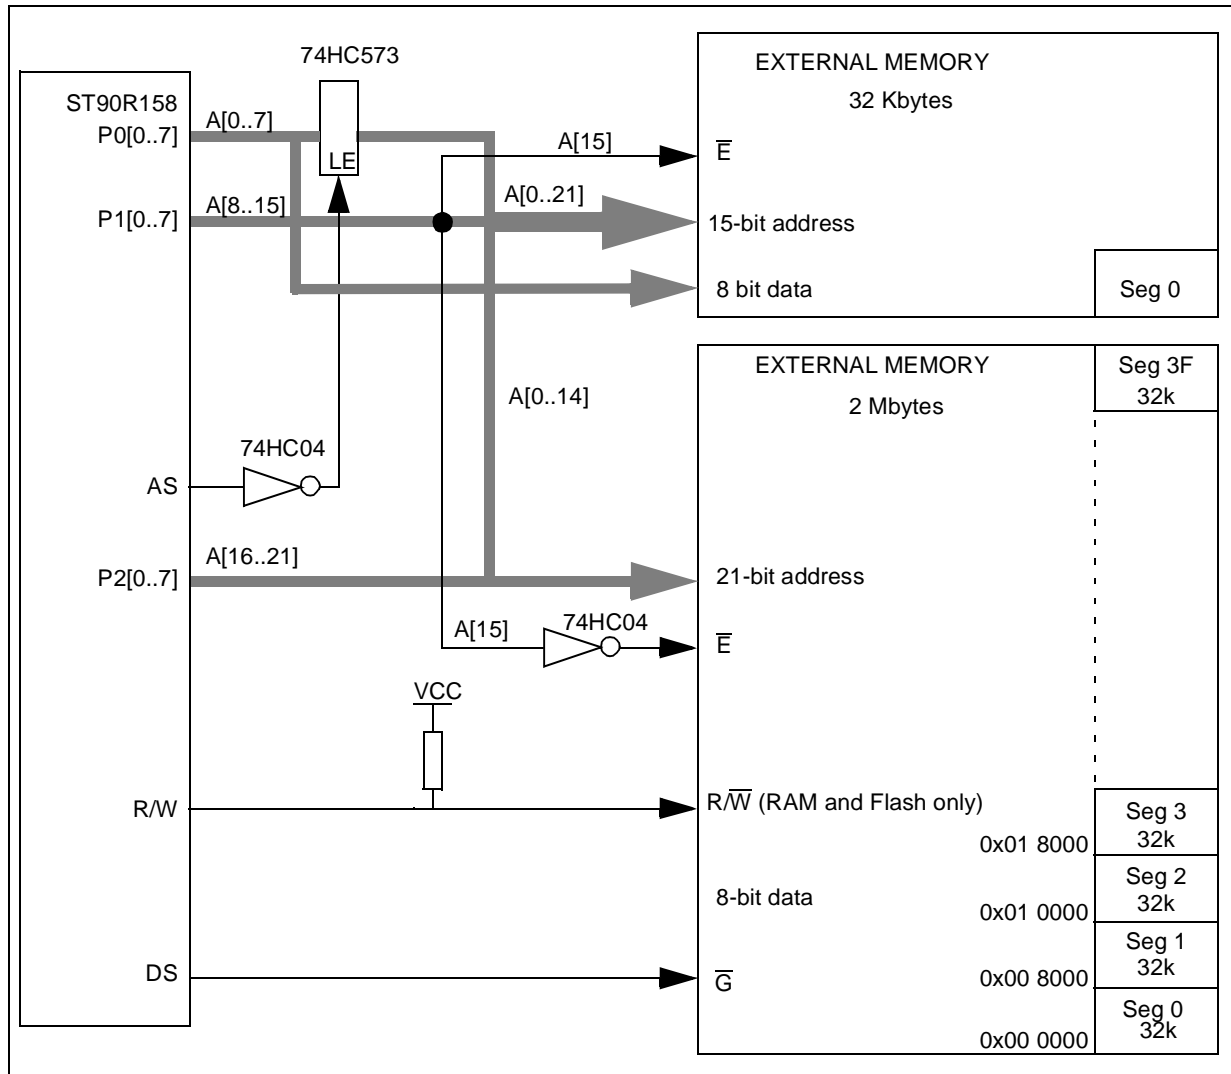 74HC573
ST90R158
P0[0..7]
A[0..7]
LE
P1[0..7]
A[8..15]
A[15]
A[0..21]
EXTERNAL MEMORY
32 Kbytes
E
15-bit address
8 bit data
Seg 0
A[0..14]
74HC04
AS
P2[0..7]
A[16..21]
A[15]
74HC04
VCC
R/W
DS
EXTERNAL MEMORY
2 Mbytes
Seg 3F
32k
21-bit address
E
R/W (RAM and Flash only)
8-bit data
G
0x01 8000
Seg 3
32k
0x01 0000
Seg 2
32k
0x00 8000
Seg 1
32k
0x00 0000
Seg 0
32k